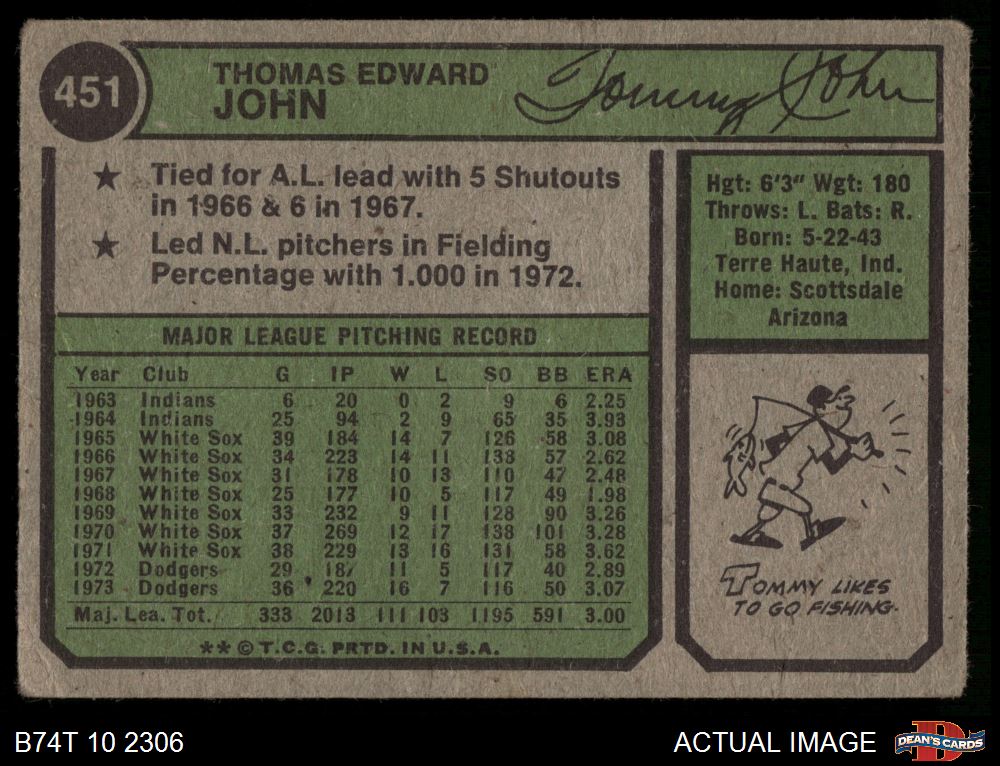 451
THOMAS EDWARD
JOHN
Tommy John
★ Tied for A.L. lead with 5 Shutouts
in 1966 & 6 in 1967.
★ Led N.L. pitchers in Fielding
Percentage with 1.000 in 1972.
Hgt: 6'3" Wgt: 180
Throws: L. Bats: R.
Born: 5-22-43
Terre Haute, Ind.
Home: Scottsdale
Arizona
MAJOR LEAGUE PITCHING RECORD
Year Club G IP W L SO BB ERA
1963 Indians 6 20 0 2 9 6 2.25
1964 Indians 25 94 2 9 65 35 3.93
1965 White Sox 39 184 14 7 126 58 3.08
1966 White Sox 34 223 14 11 138 57 2.62
1967 White Sox 31 178 10 13 110 47 2.48
1968 White Sox 25 177 10 5 117 49 1.98
1969 White Sox 33 232 9 11 128 90 3.26
1970 White Sox 37 269 12 17 138 101 3.28
1971 White Sox 38 229 13 16 131 58 3.62
1972 Dodgers 29 187 11 5 117 40 2.89
1973 Dodgers 36 220 16 7 116 50 3.07
Maj. Lea. Tot. 333 2013 111 103 1195 591 3.00
** © T.C.G. PRTD. IN U.S.A.
TOMMY LIKES
TO GO FISHING.
B74T 10 2306
ACTUAL IMAGE
DEAN'S CARDS